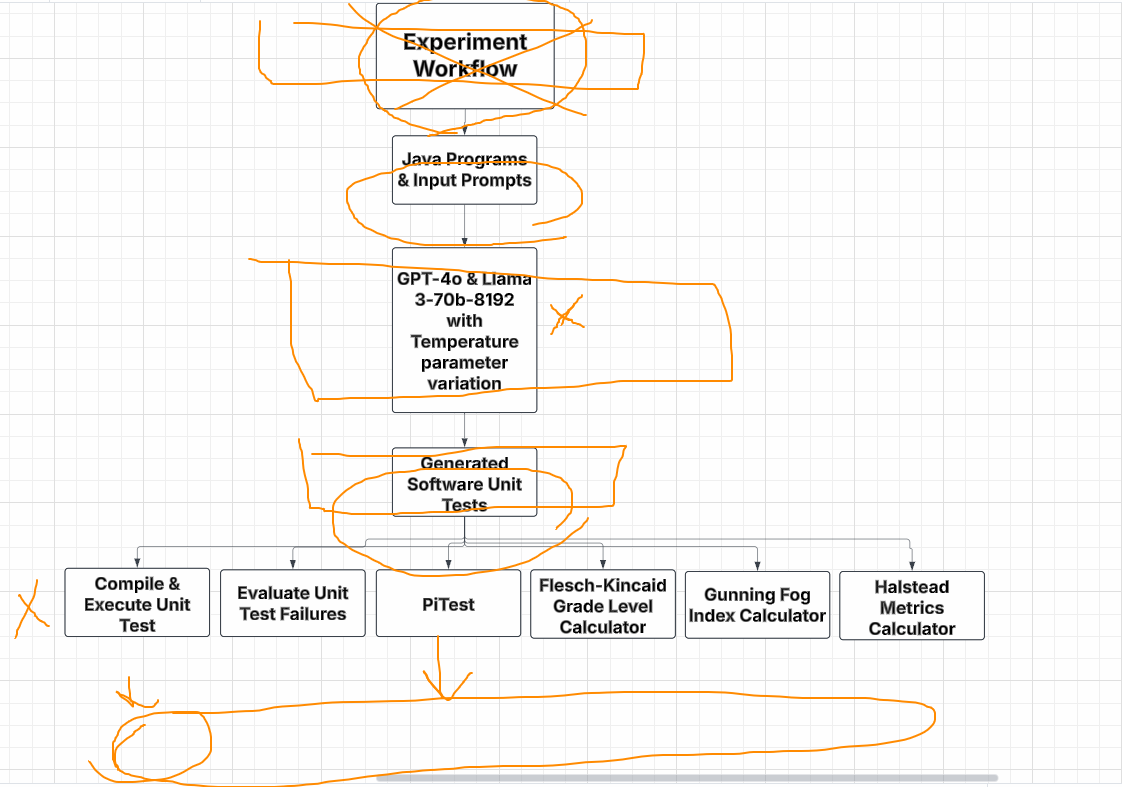 Experiment
Workflow
Java Programs
& Input Prompts
GPT-4o & Llama
3-70b-8192
with
Temperature
parameter
variation
Generated
Software Unit
Tests
Compile &
Execute Unit
Test
Evaluate Unit
Test Failures
PiTest
Flesch-Kincaid
Grade Level
Calculator
Gunning Fog
Index Calculator
Halstead
Metrics
Calculator